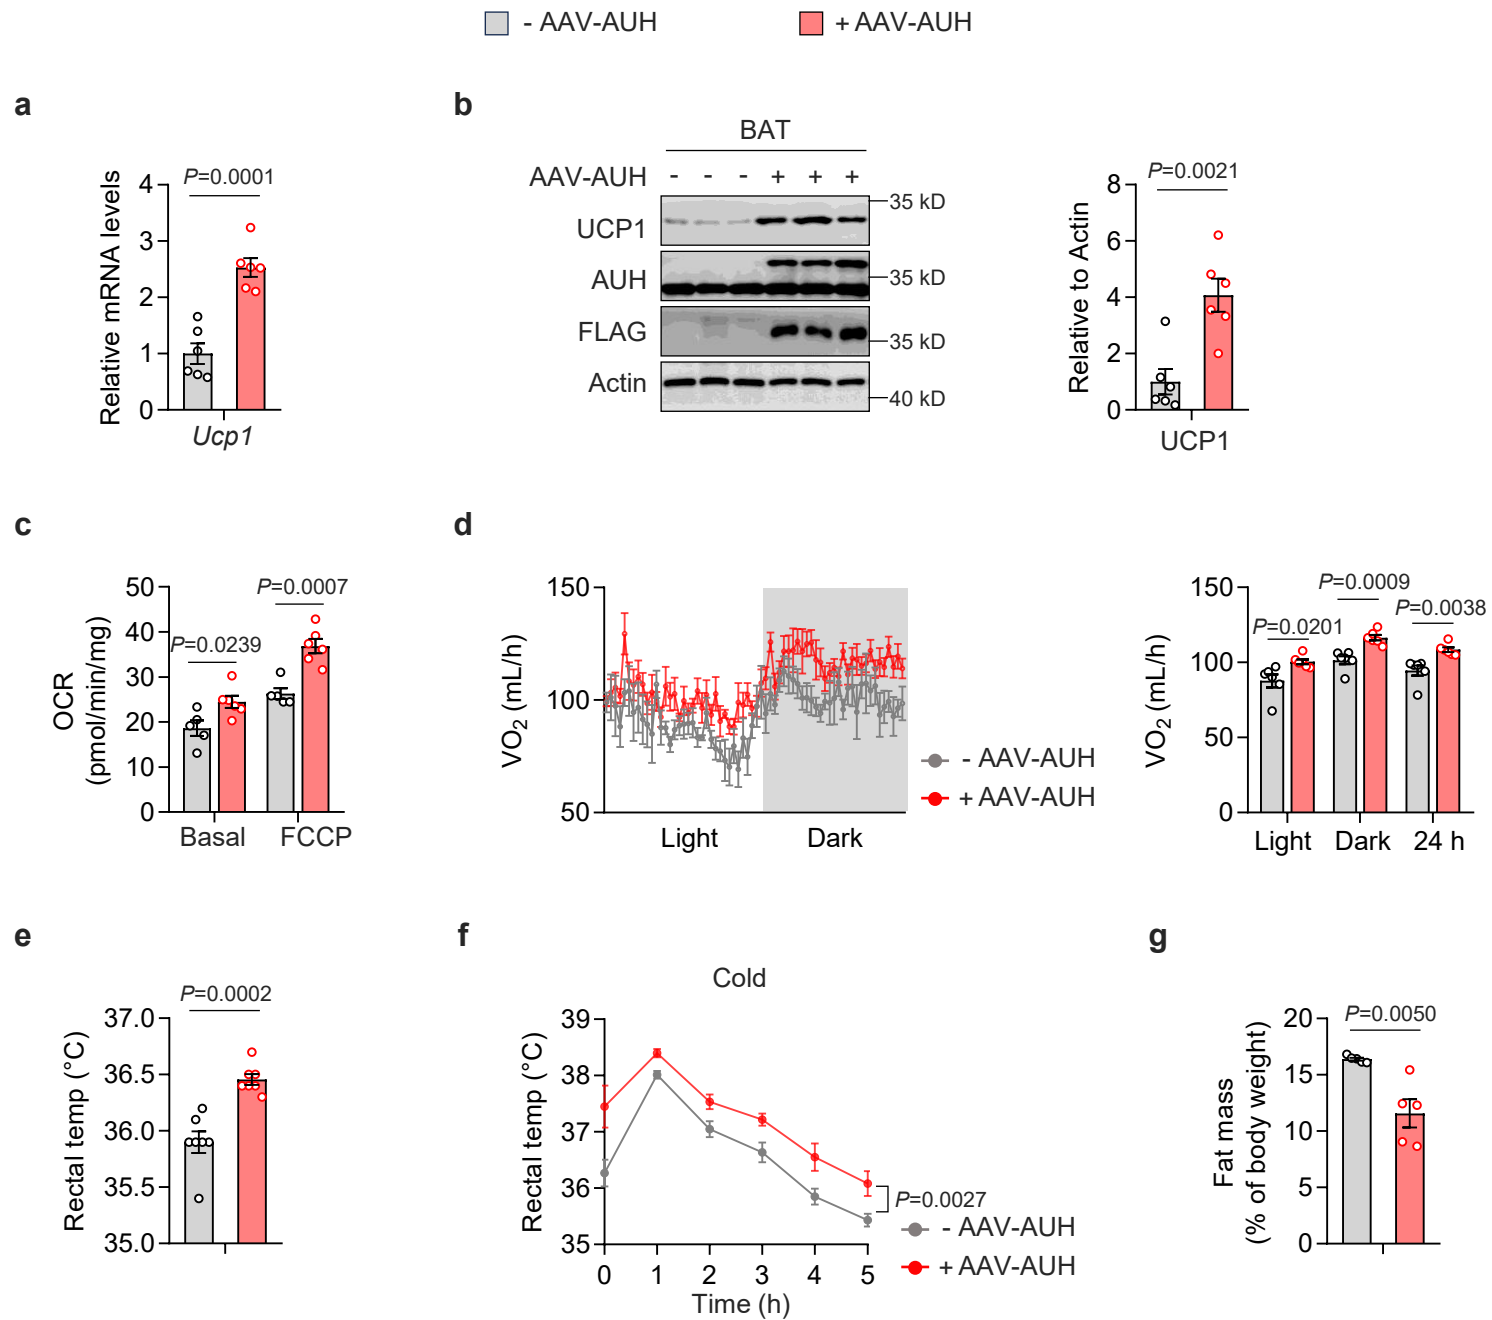 - AAV-AUH
+ AAV-AUH
a
P=0.0001
Relative mRNA levels
4
3
2
1
0
Ucp1
b
BAT
AAV-AUH - - - + + +
UCP1
35 kD
AUH
35 kD
FLAG
35 kD
Actin
40 kD
P=0.0021
Relative to Actin
8
6
4
2
0
UCP1
c
OCR
(pmol/min/mg)
50
40
30
20
10
0
P=0.0239
P=0.0007
Basal
FCCP
d
VO2 (mL/h)
150
100
50
Light
Dark
- AAV-AUH
+ AAV-AUH
VO2 (mL/h)
150
100
50
0
P=0.0201
P=0.0009
P=0.0038
Light
Dark
24 h
e
P=0.0002
Rectal temp (°C)
37.0
36.5
36.0
35.5
35.0
f
Cold
Rectal temp (°C)
39
38
37
36
35
0
1
2
3
4
5
Time (h)
P=0.0027
- AAV-AUH
+ AAV-AUH
g
P=0.0050
Fat mass
(% of body weight)
20
15
10
5
0